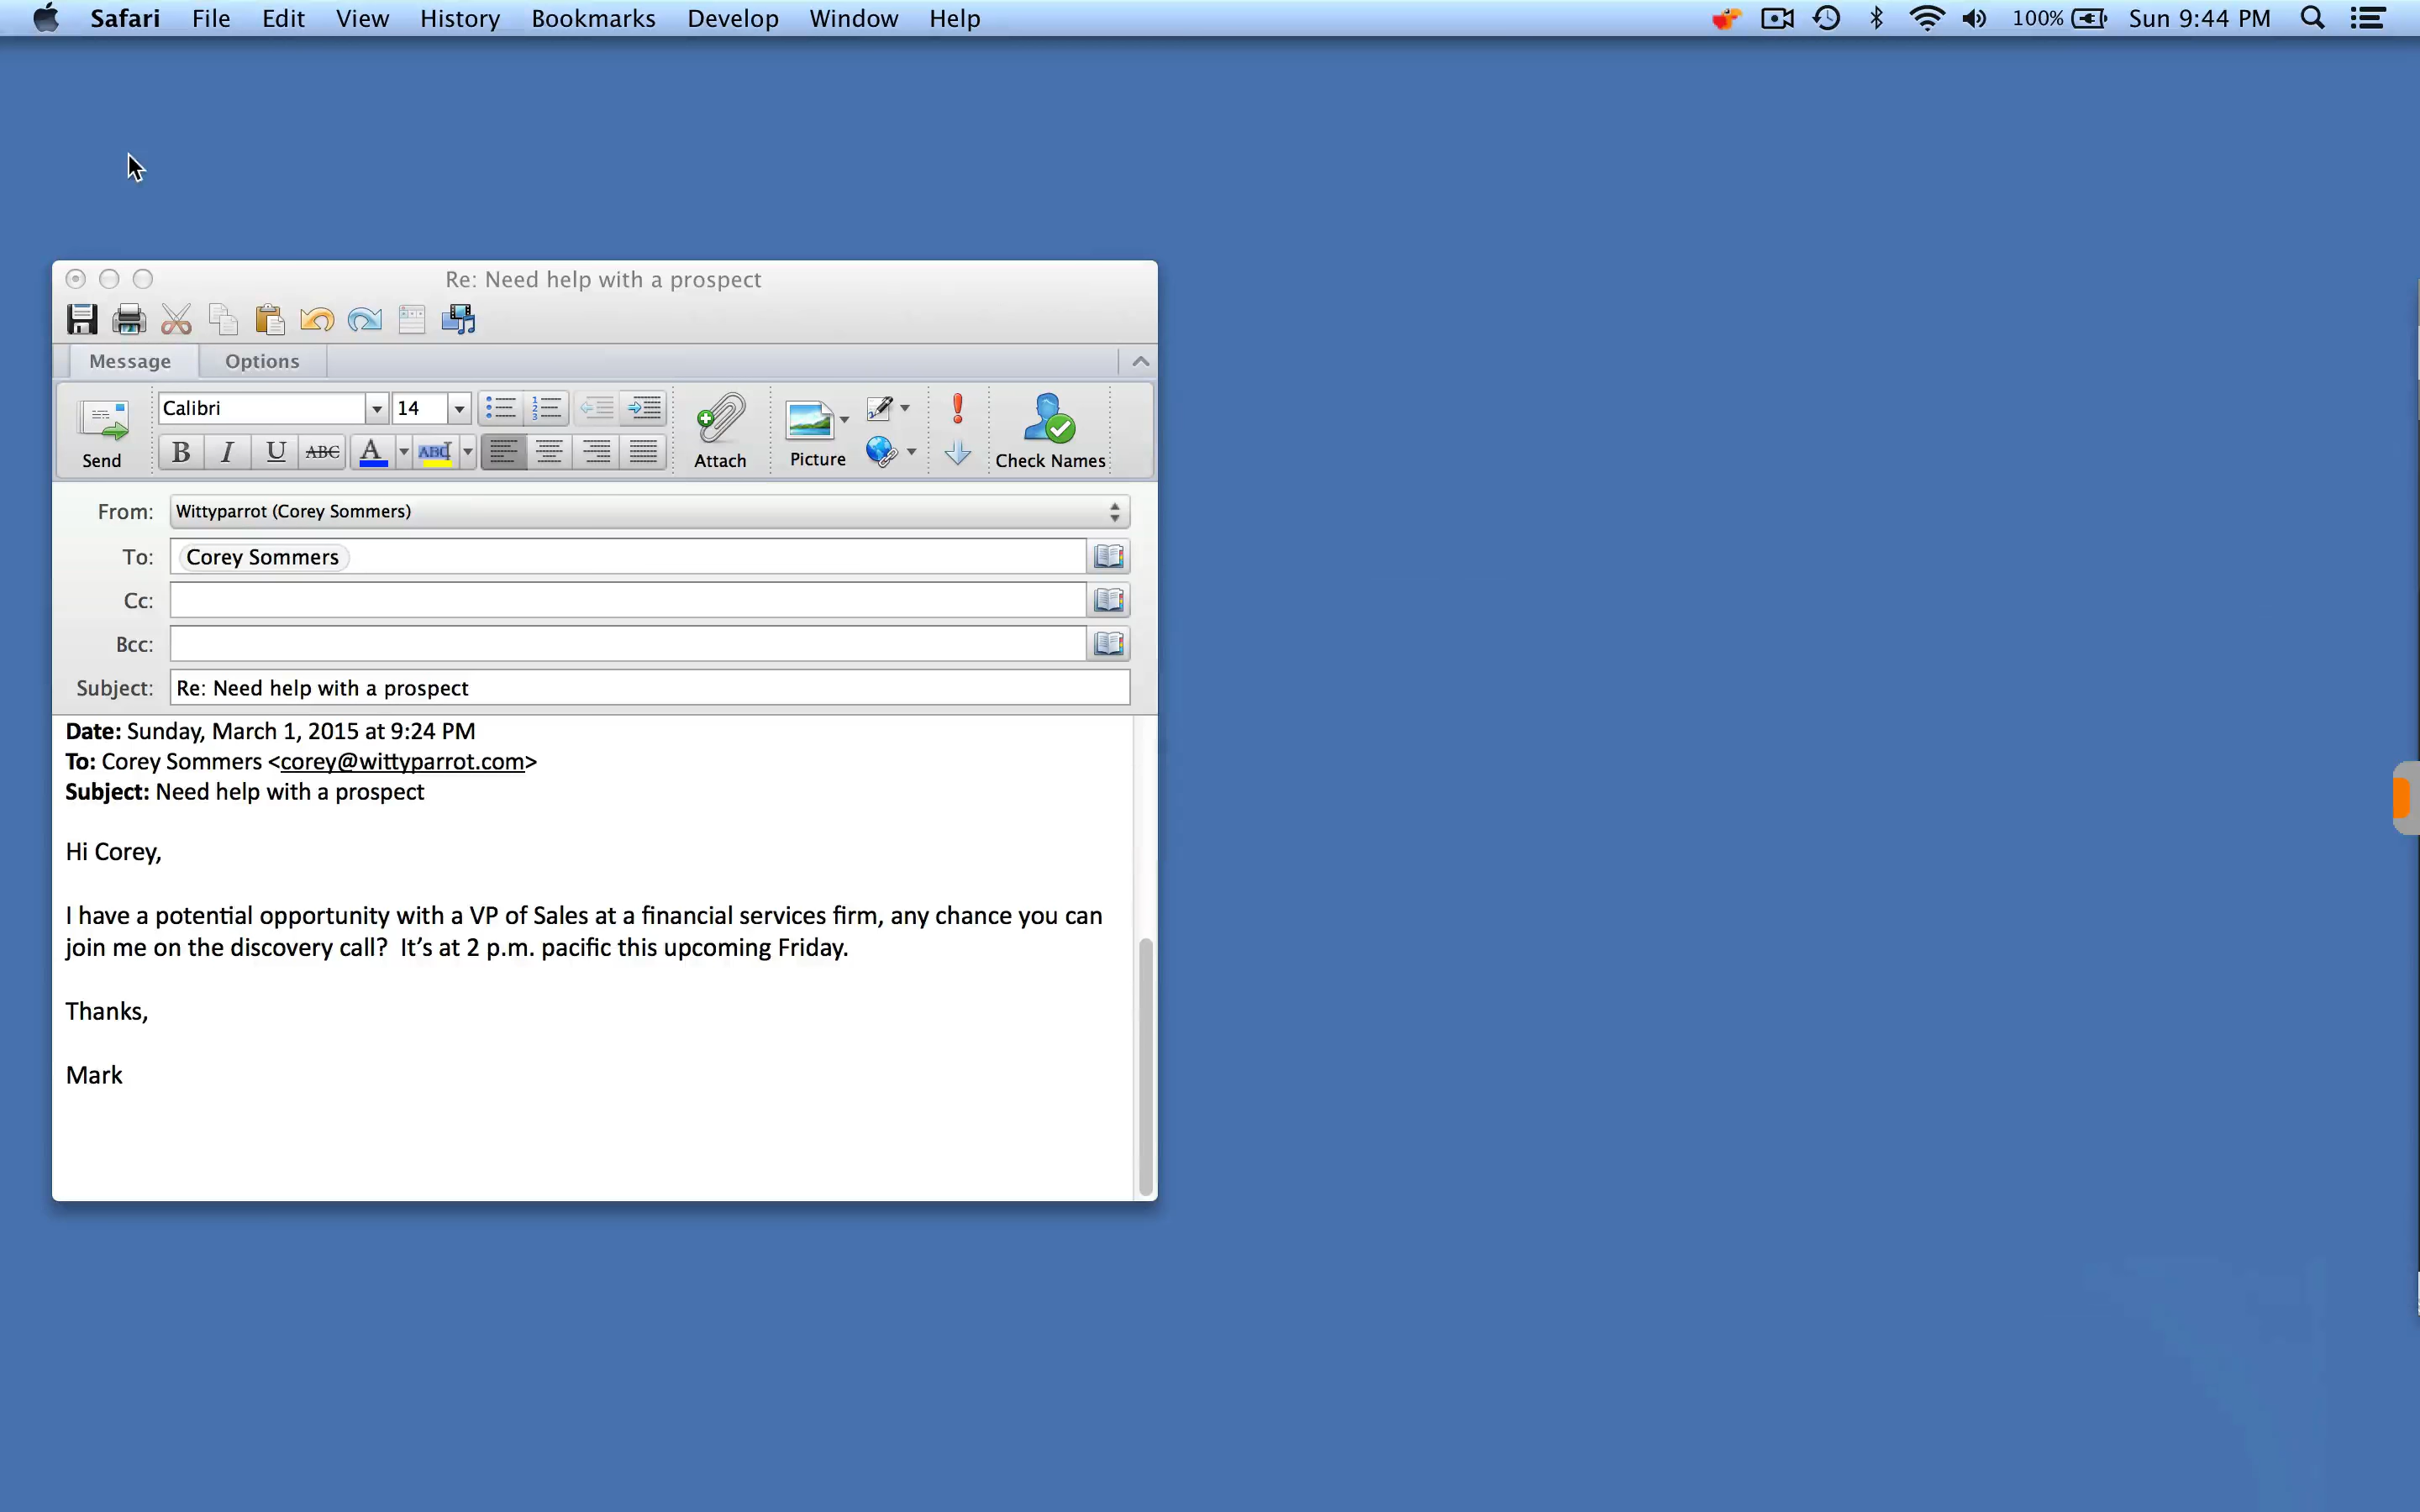 Safari File Edit View History Bookmarks Develop Window Help 100% Sun 9:44 PM
Re: Need help with a prospect
Message Options
Calibri 14
B I U ABC A ABC
Send Attach Picture Check Names
From: Wittyparrot (Corey Sommers)
To: Corey Sommers
Cc:
Bcc:
Subject: Re: Need help with a prospect
Date: Sunday, March 1, 2015 at 9:24 PM
To: Corey Sommers <corey@wittyparrot.com>
Subject: Need help with a prospect
Hi Corey,
I have a potential opportunity with a VP of Sales at a financial services firm, any chance you can
join me on the discovery call?  It’s at 2 p.m. pacific this upcoming Friday.
Thanks,
Mark